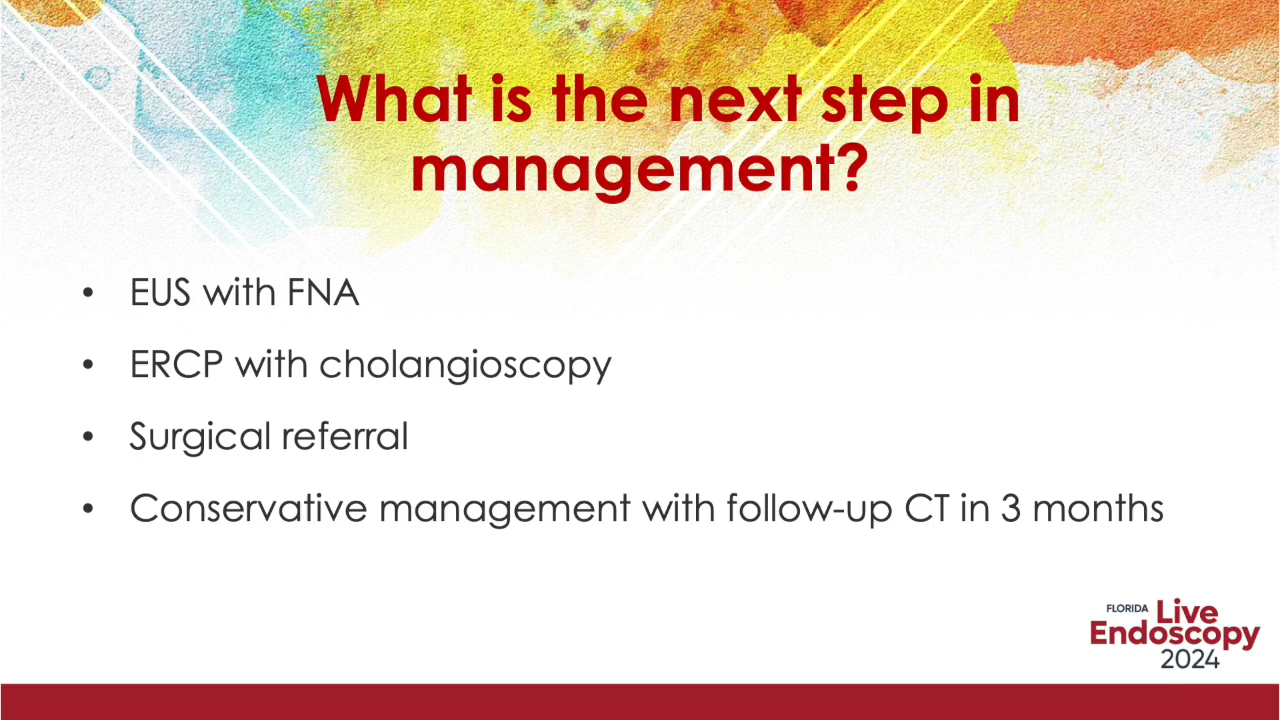 What is the next step in
management?
• EUS with FNA
• ERCP with cholangioscopy
• Surgical referral
• Conservative management with follow-up CT in 3 months
FLORIDA Live
Endoscopy
2024